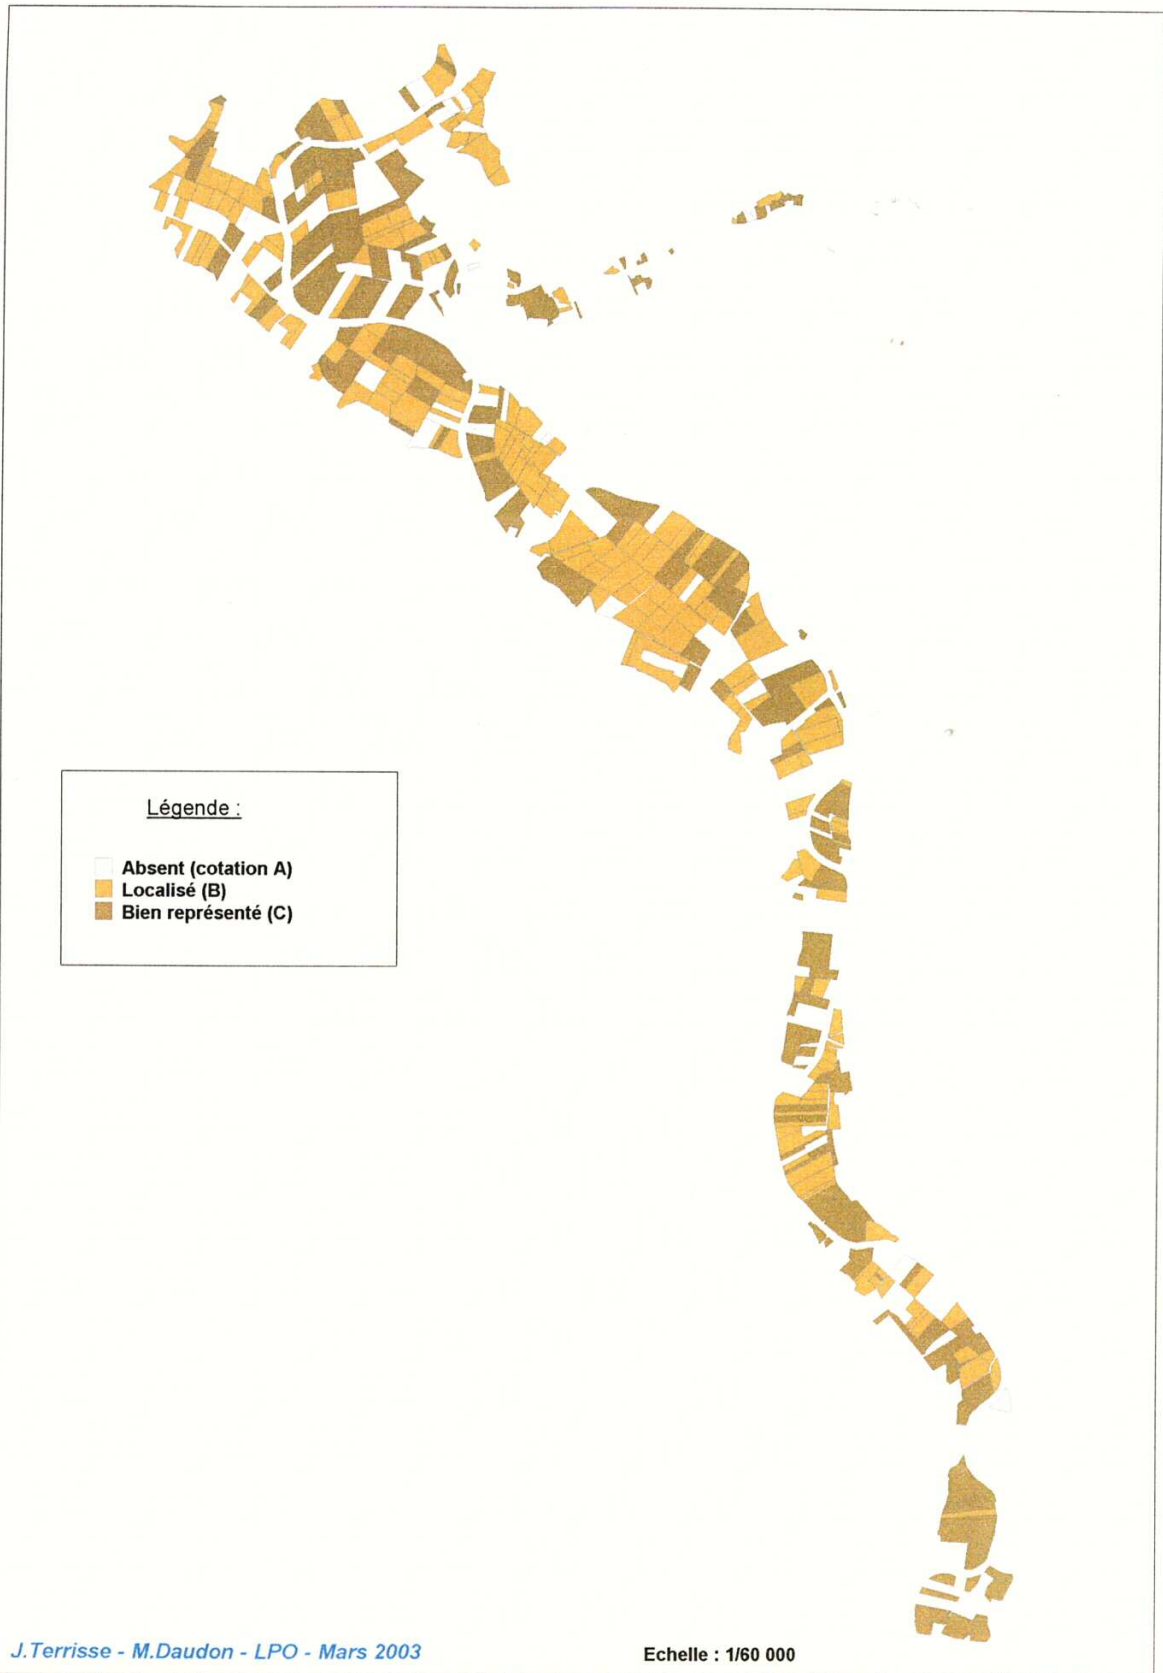 Légende :
Absent (cotation A)
Localisé (B)
Bien représenté (C)
J.Terrisse - M.Daudon - LPO - Mars 2003
Echelle : 1/60 000